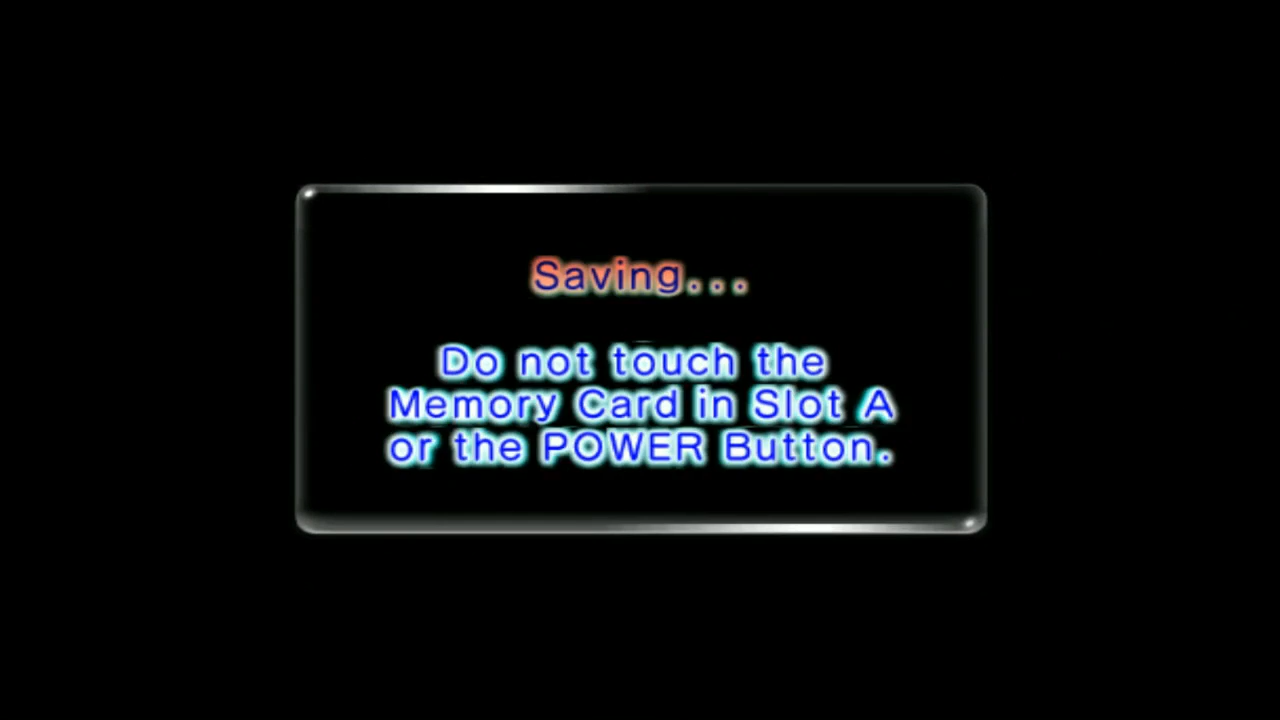 Saving...
Do not touch the
Memory Card in Slot A
or the POWER Button.